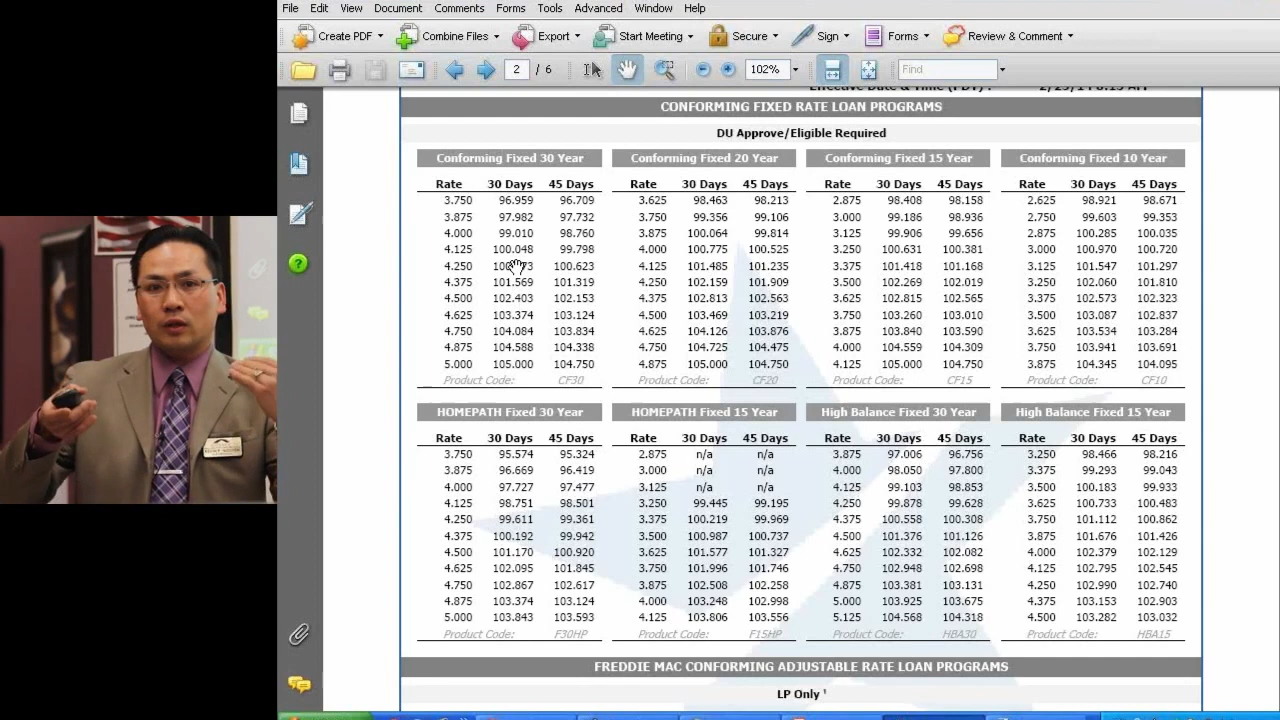 File Edit View Document Comments Forms Tools Advanced Window Help
Create PDF Combine Files Export Start Meeting Secure Sign Forms Review & Comment
2 / 6 102% Find
CONFORMING FIXED RATE LOAN PROGRAMS
DU Approve/Eligible Required
Conforming Fixed 30 Year Conforming Fixed 20 Year Conforming Fixed 15 Year Conforming Fixed 10 Year
Rate 30 Days 45 Days Rate 30 Days 45 Days Rate 30 Days 45 Days Rate 30 Days 45 Days
3.750 96.959 96.709 3.625 98.463 98.213 2.875 98.408 98.158 2.625 98.921 98.671
3.875 97.982 97.732 3.750 99.356 99.106 3.000 99.186 98.936 2.750 99.603 99.353
4.000 99.010 98.760 3.875 100.064 99.814 3.125 99.906 99.656 2.875 100.285 100.035
4.125 100.048 99.798 4.000 100.775 100.525 3.250 100.631 100.381 3.000 100.970 100.720
4.250 100.623 4.125 101.485 101.235 3.375 101.418 101.168 3.125 101.547 101.297
4.375 101.569 101.319 4.250 102.159 101.909 3.500 102.269 102.019 3.250 102.060 101.810
4.500 102.403 102.153 4.375 102.813 102.563 3.625 102.815 102.565 3.375 102.573 102.323
4.625 103.374 103.124 4.500 103.469 103.219 3.750 103.260 103.010 3.500 103.087 102.837
4.750 104.084 103.834 4.625 104.126 103.876 3.875 103.840 103.590 3.625 103.534 103.284
4.875 104.588 104.338 4.750 104.725 104.475 4.000 104.559 104.309 3.750 103.941 103.691
5.000 105.000 104.750 4.875 105.000 104.750 4.125 105.000 104.750 3.875 104.345 104.095
Product Code: CF30 Product Code: CF20 Product Code: CF15 Product Code: CF10
HOMEPATH Fixed 30 Year HOMEPATH Fixed 15 Year High Balance Fixed 30 Year High Balance Fixed 15 Year
Rate 30 Days 45 Days Rate 30 Days 45 Days Rate 30 Days 45 Days Rate 30 Days 45 Days
3.750 95.574 95.324 2.875 n/a n/a 3.875 97.006 96.756 3.250 98.466 98.216
3.875 96.669 96.419 3.000 n/a n/a 4.000 98.050 97.800 3.375 99.293 99.043
4.000 97.727 97.477 3.125 n/a n/a 4.125 99.103 98.853 3.500 100.183 99.933
4.125 98.751 98.501 3.250 99.445 99.195 4.250 99.878 99.628 3.625 100.733 100.483
4.250 99.611 99.361 3.375 100.219 99.969 4.375 100.558 100.308 3.750 101.112 100.862
4.375 100.192 99.942 3.500 100.987 100.737 4.500 101.376 101.126 3.875 101.676 101.426
4.500 101.170 100.920 3.625 101.577 101.327 4.625 102.332 102.082 4.000 102.379 102.129
4.625 102.095 101.845 3.750 101.996 101.746 4.750 102.948 102.698 4.125 102.795 102.545
4.750 102.867 102.617 3.875 102.508 102.258 4.875 103.381 103.131 4.250 102.990 102.740
4.875 103.374 103.124 4.000 103.248 102.998 5.000 103.925 103.675 4.375 103.153 102.903
5.000 103.843 103.593 4.125 103.806 103.556 5.125 104.568 104.318 4.500 103.282 103.032
Product Code: F30HP Product Code: F15HP Product Code: HBA30 Product Code: HBA15
FREDDIE MAC CONFORMING ADJUSTABLE RATE LOAN PROGRAMS
LP Only ¹